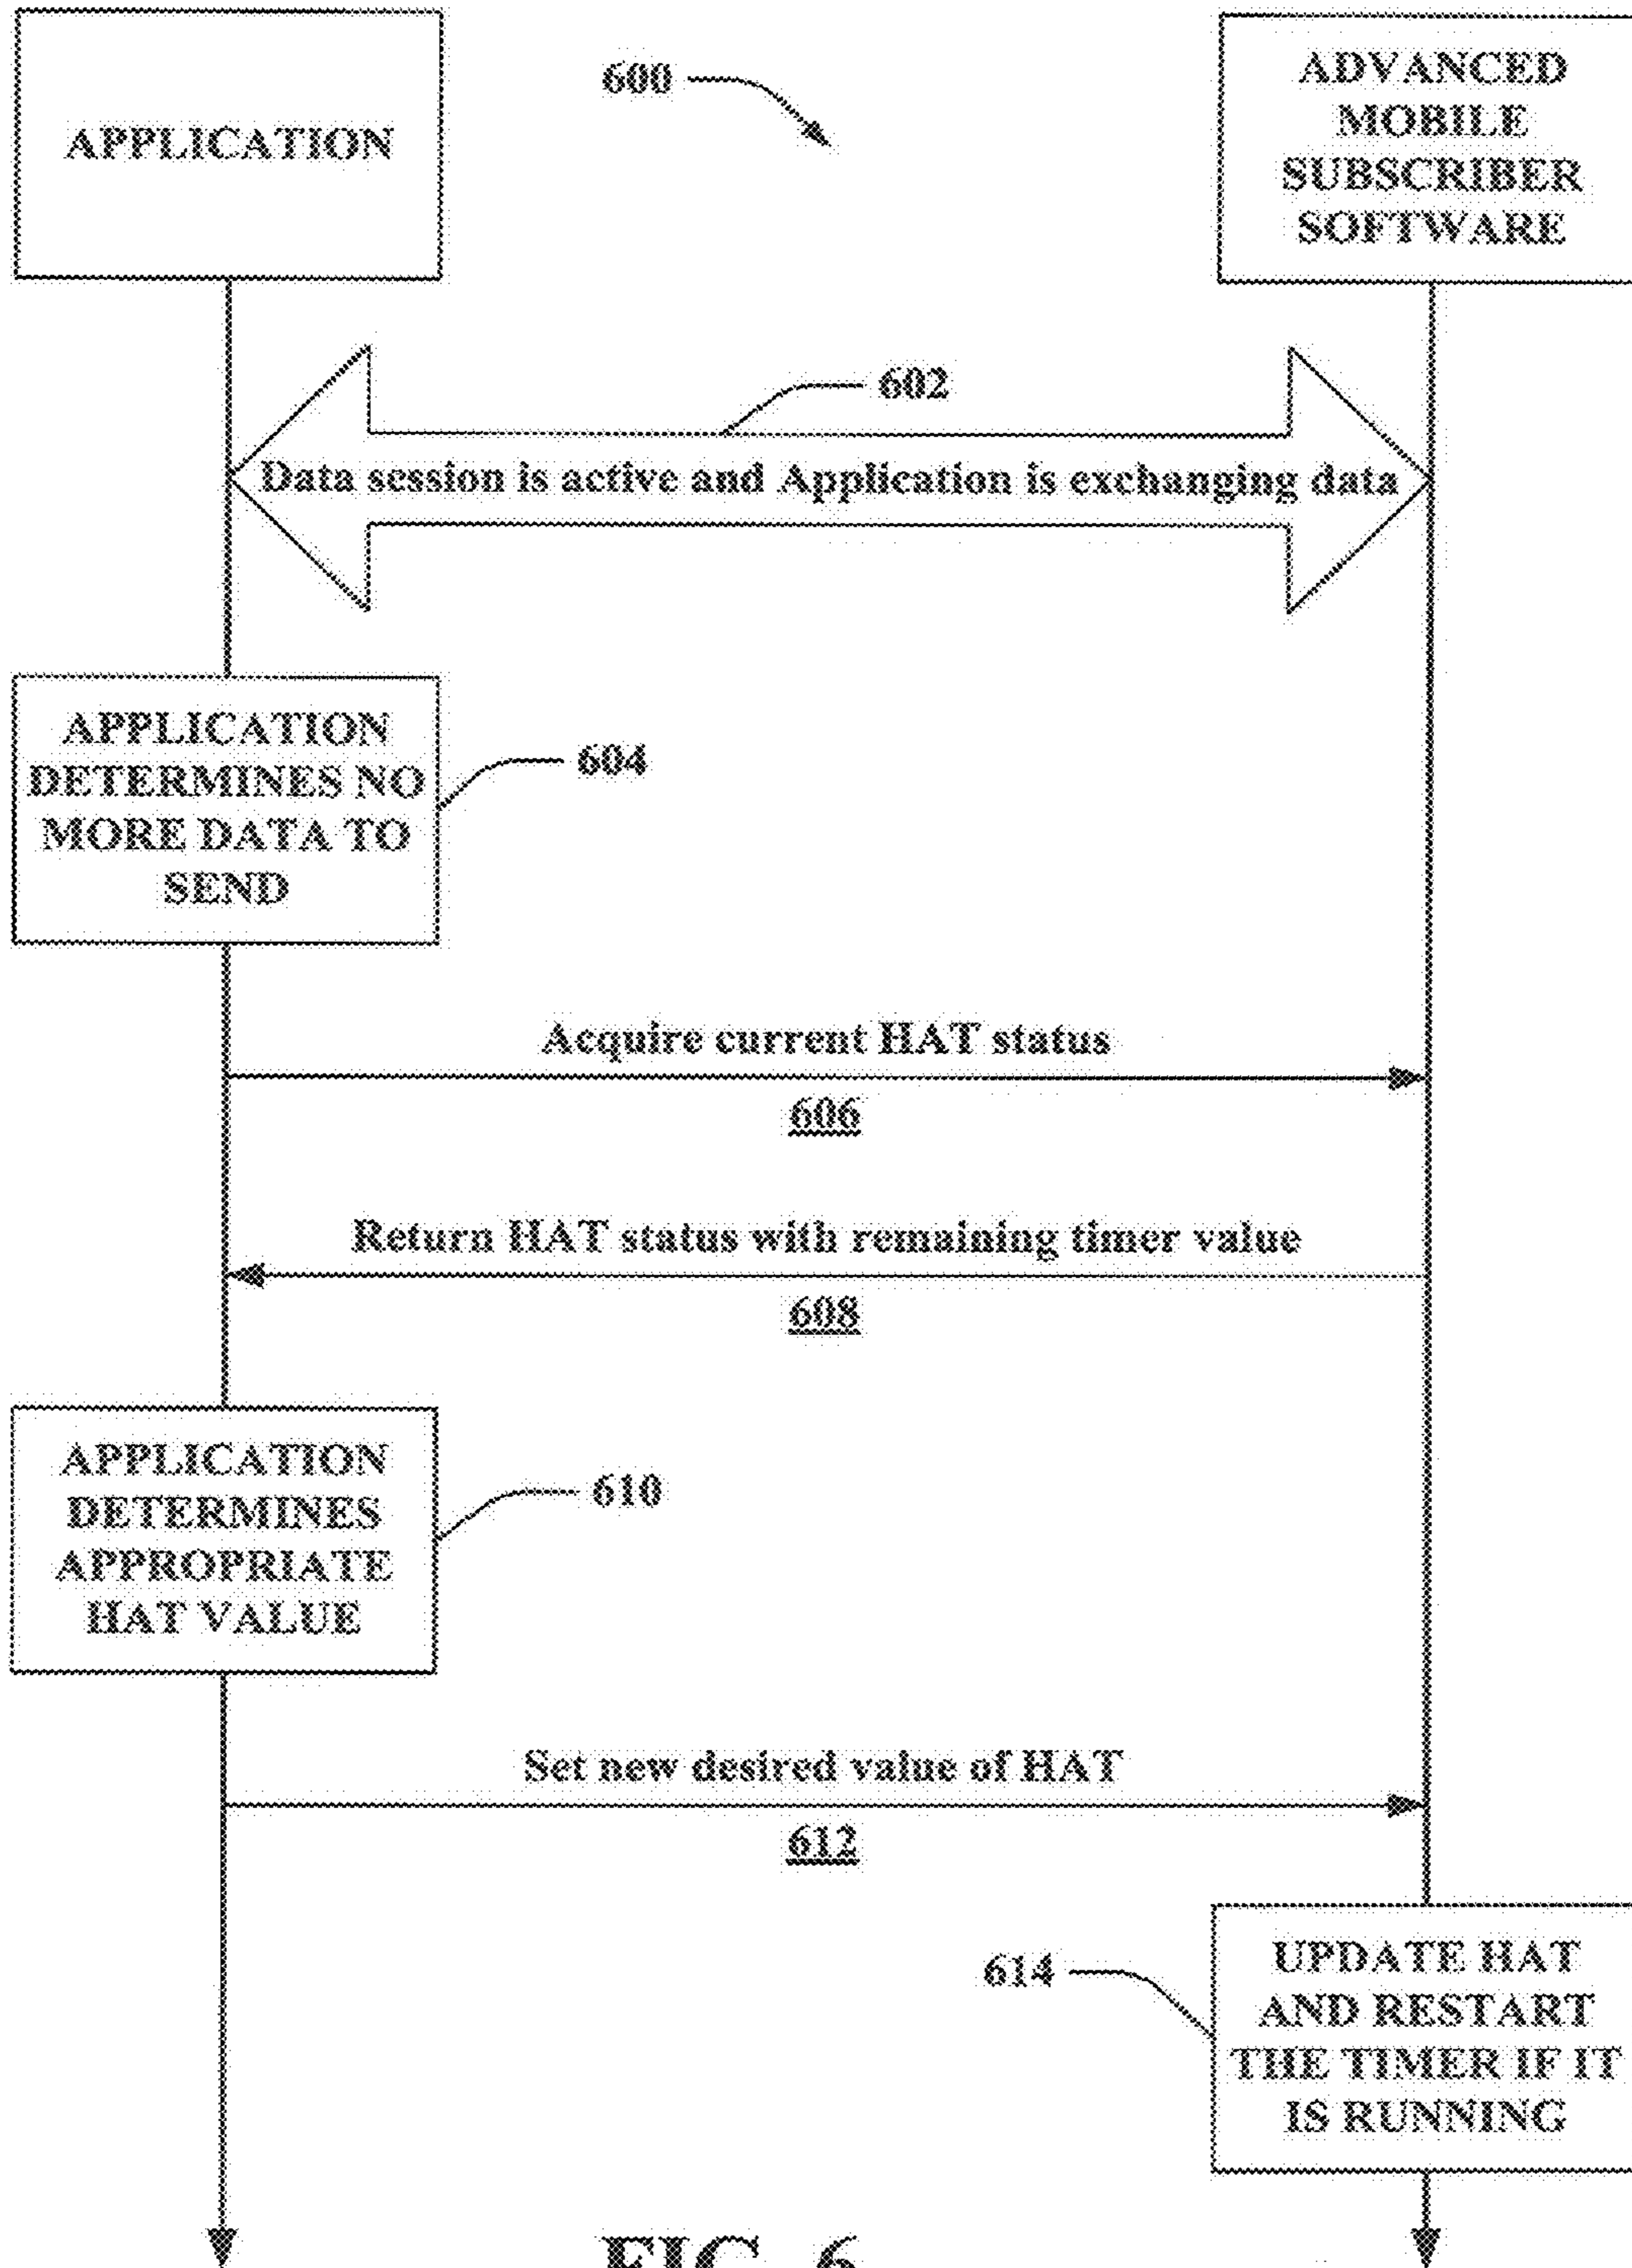 APPLICATION
600
ADVANCED
MOBILE
SUBSCRIBER
SOFTWARE
602
Data session is active and Application is exchanging data
APPLICATION
DETERMINES NO
MORE DATA TO
SEND
604
Acquire current HAT status
606
Return HAT status with remaining timer value
608
APPLICATION
DETERMINES
APPROPRIATE
HAT VALUE
610
Set new desired value of HAT
612
614
UPDATE HAT
AND RESTART
THE TIMER IF IT
IS RUNNING
FIG. 6